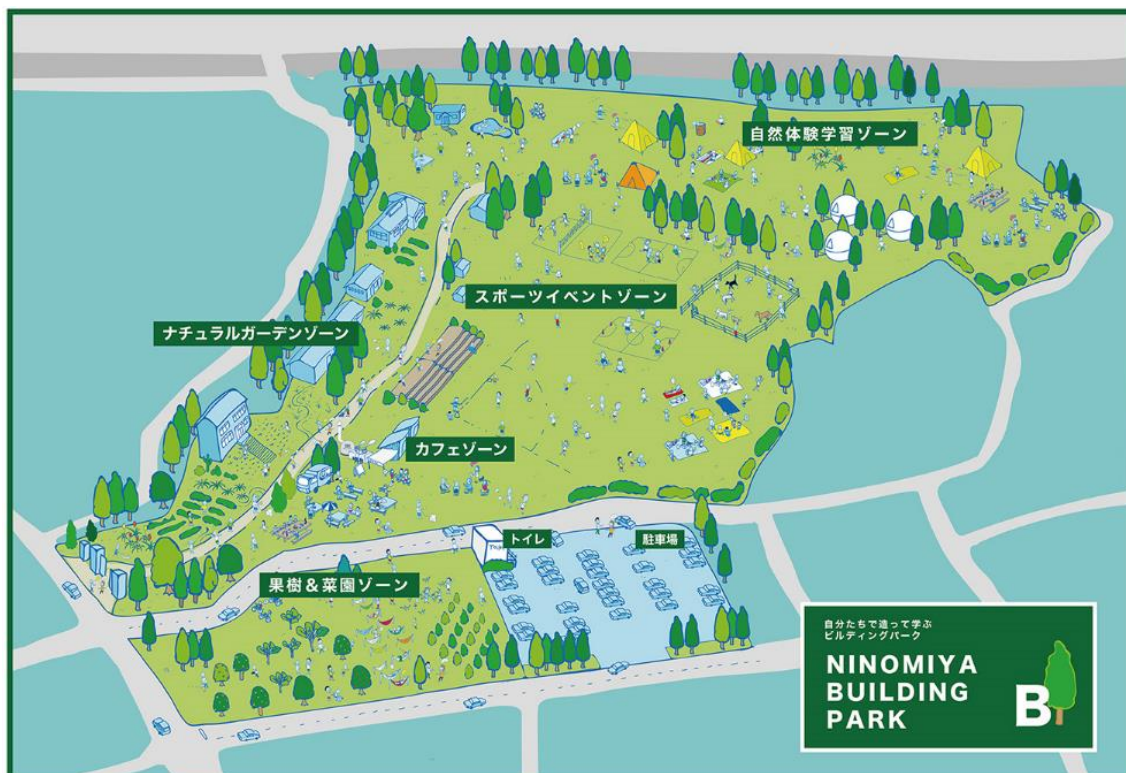 自然体験学習ゾーン
スポーツイベントゾーン
ナチュラルガーデンゾーン
カフェゾーン
トイレ
駐車場
果樹&菜園ゾーン
自分たちで造って学ぶ
ビルディングパーク
NINOMIYA
BUILDING
PARK
B